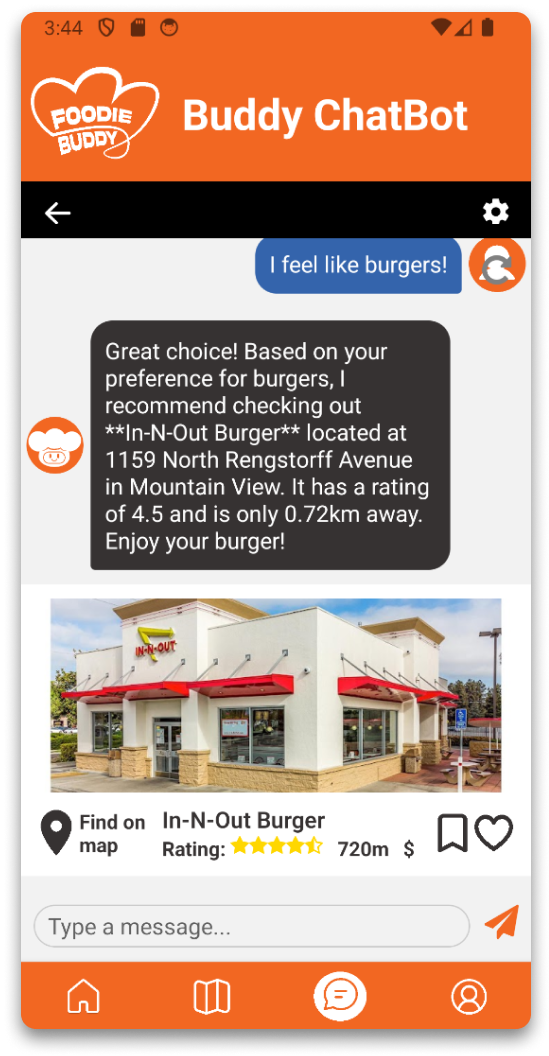 3:44
FOODIE
BUDDY
Buddy ChatBot
I feel like burgers!
Great choice! Based on your
preference for burgers, I
recommend checking out
**In-N-Out Burger** located at
1159 North Rengstorff Avenue
in Mountain View. It has a rating
of 4.5 and is only 0.72km away.
Enjoy your burger!
IN-N-OUT
Find on
map
In-N-Out Burger
Rating:
720m
$
Type a message...